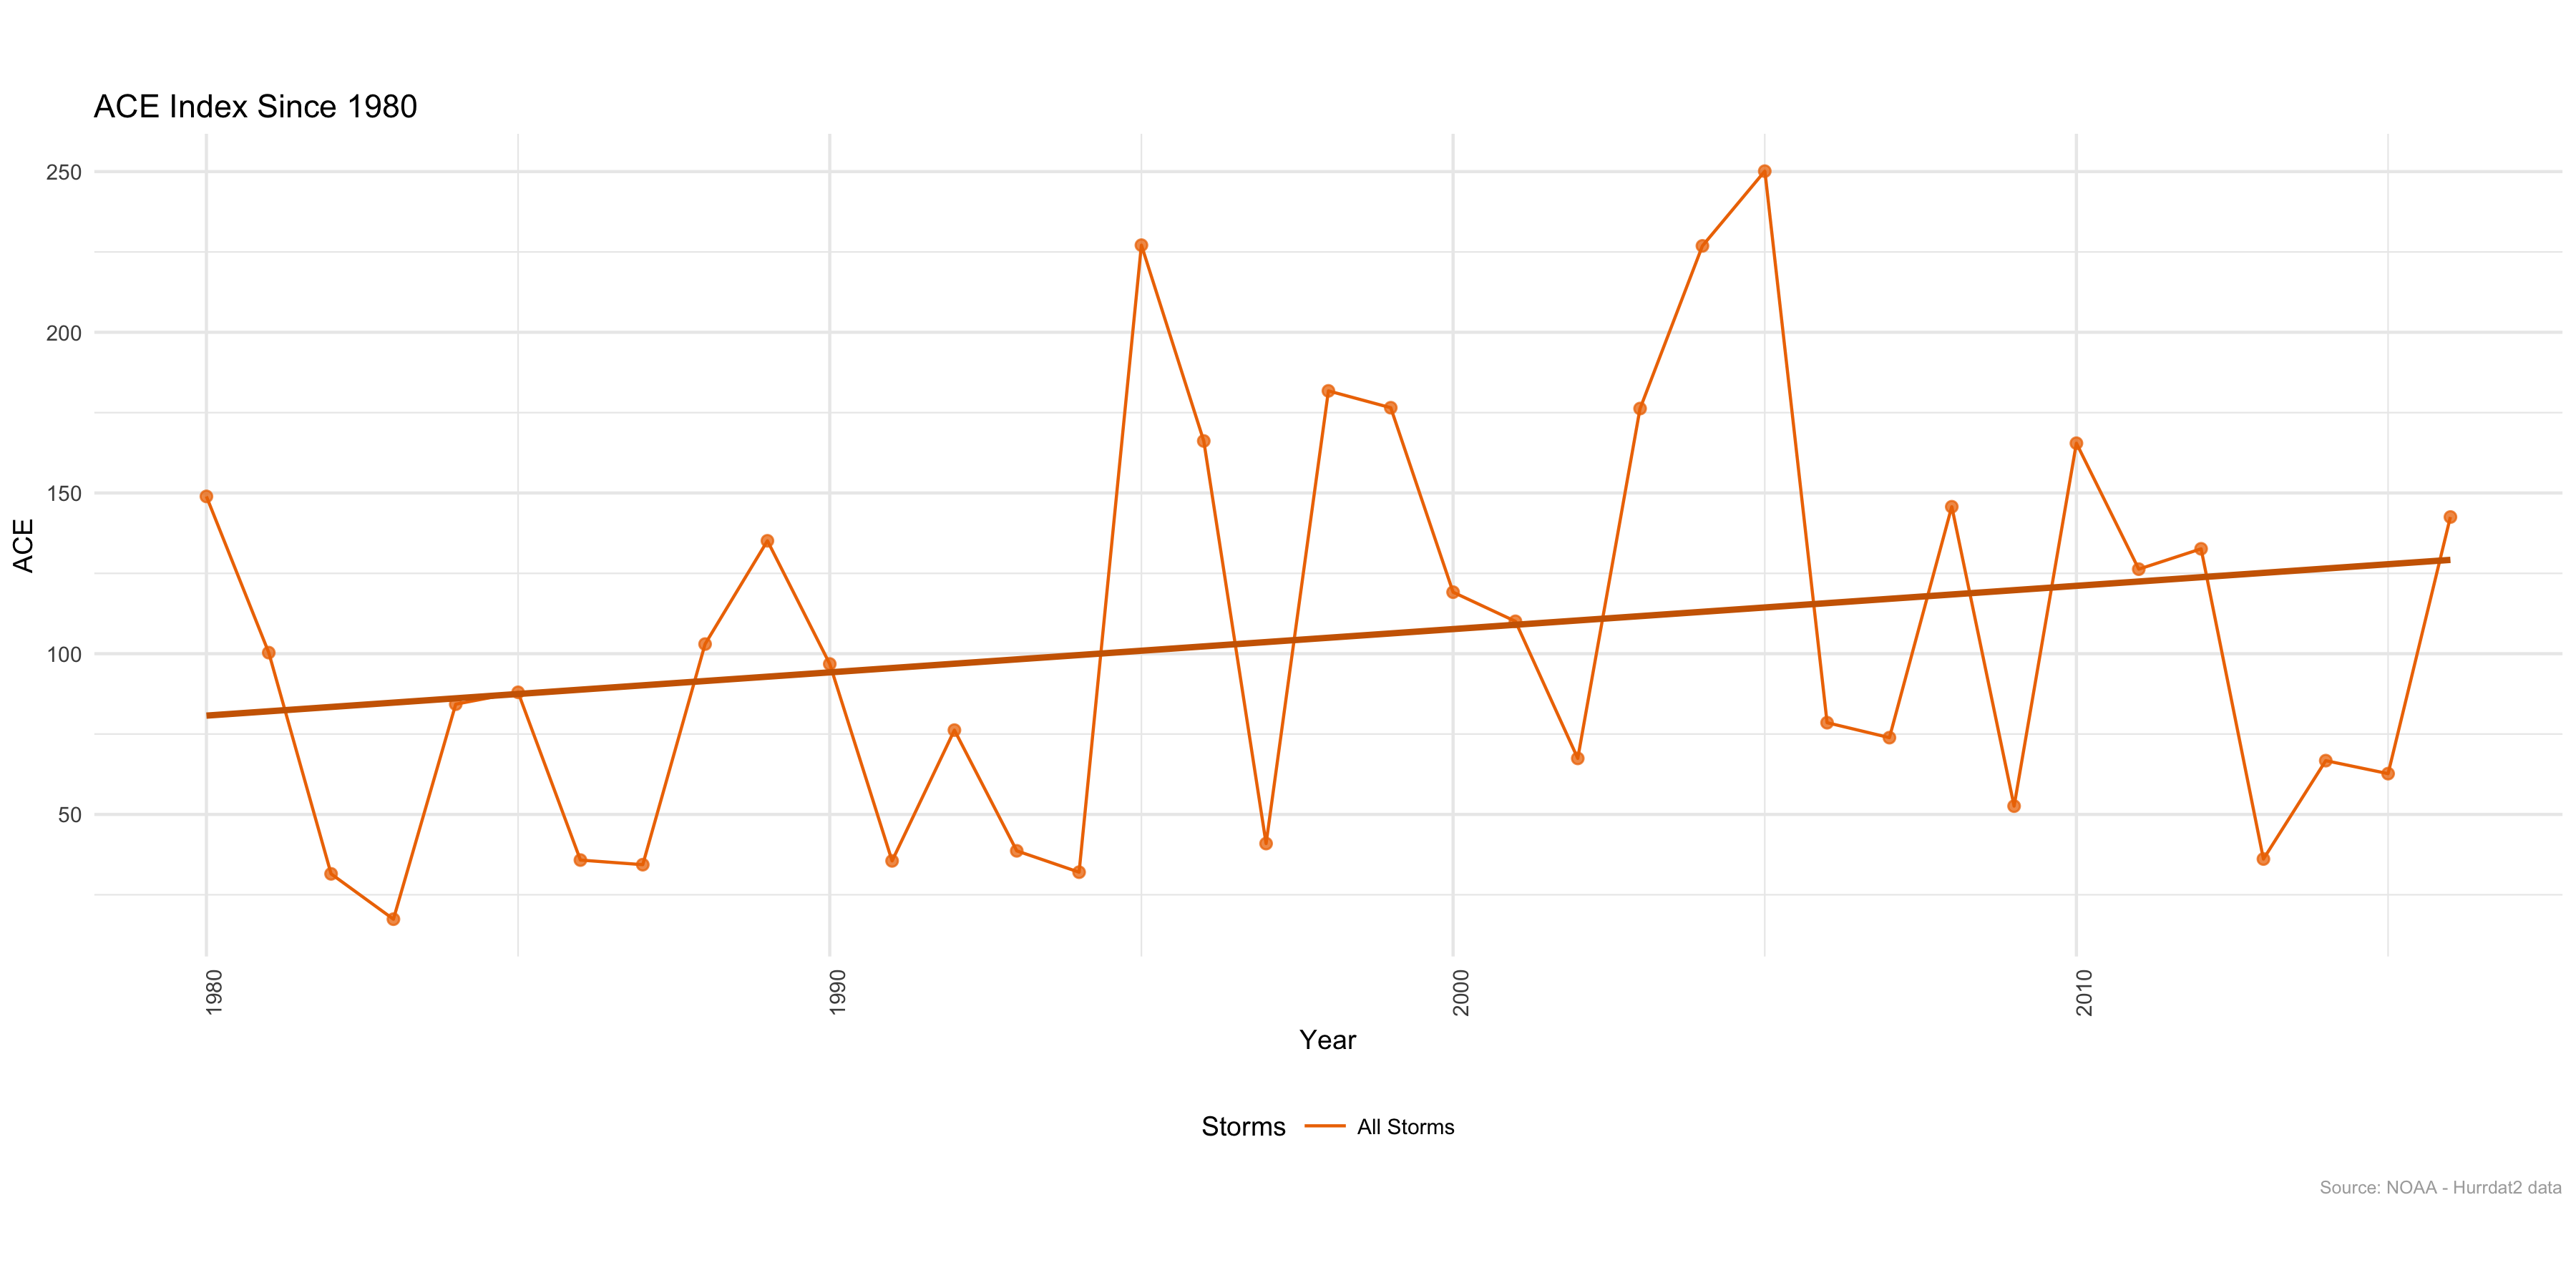 ACE Index Since 1980
250
200
150
100
50
ACE
1980
1990
2000
2010
Year
Storms All Storms
Source: NOAA - Hurrdat2 data